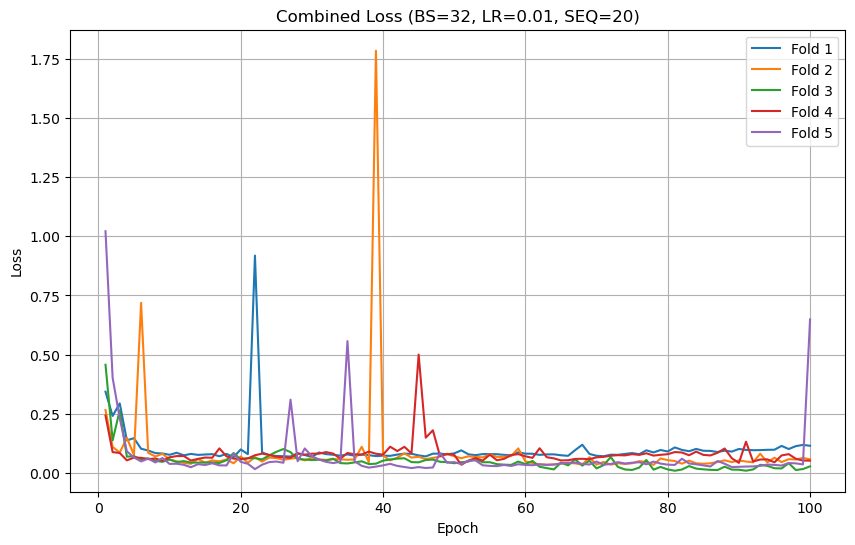 Combined Loss (BS=32, LR=0.01, SEQ=20)
Loss
1.75
1.50
1.25
1.00
0.75
0.50
0.25
0.00
Fold 1
Fold 2
Fold 3
Fold 4
Fold 5
0 20 40 60 80 100
Epoch